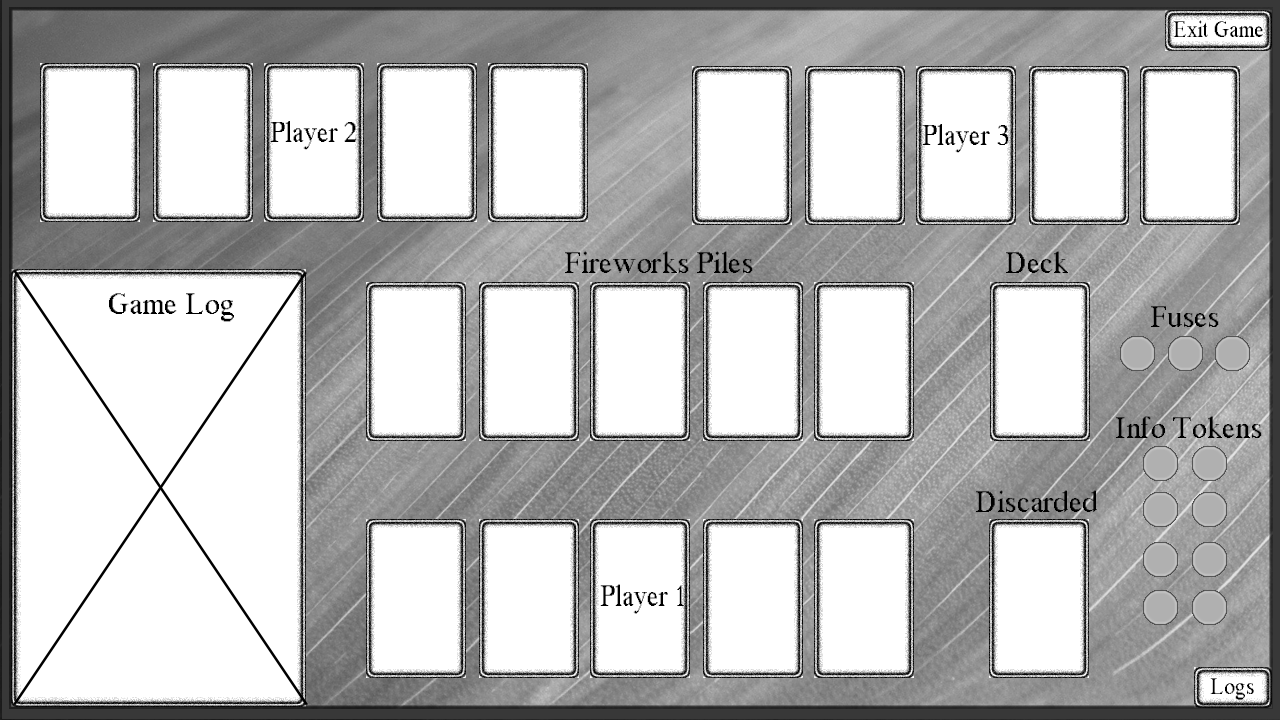 Exit Game
Player 2
Player 3
Fireworks Piles
Deck
Game Log
Fuses
Info Tokens
Discarded
Player 1
Logs